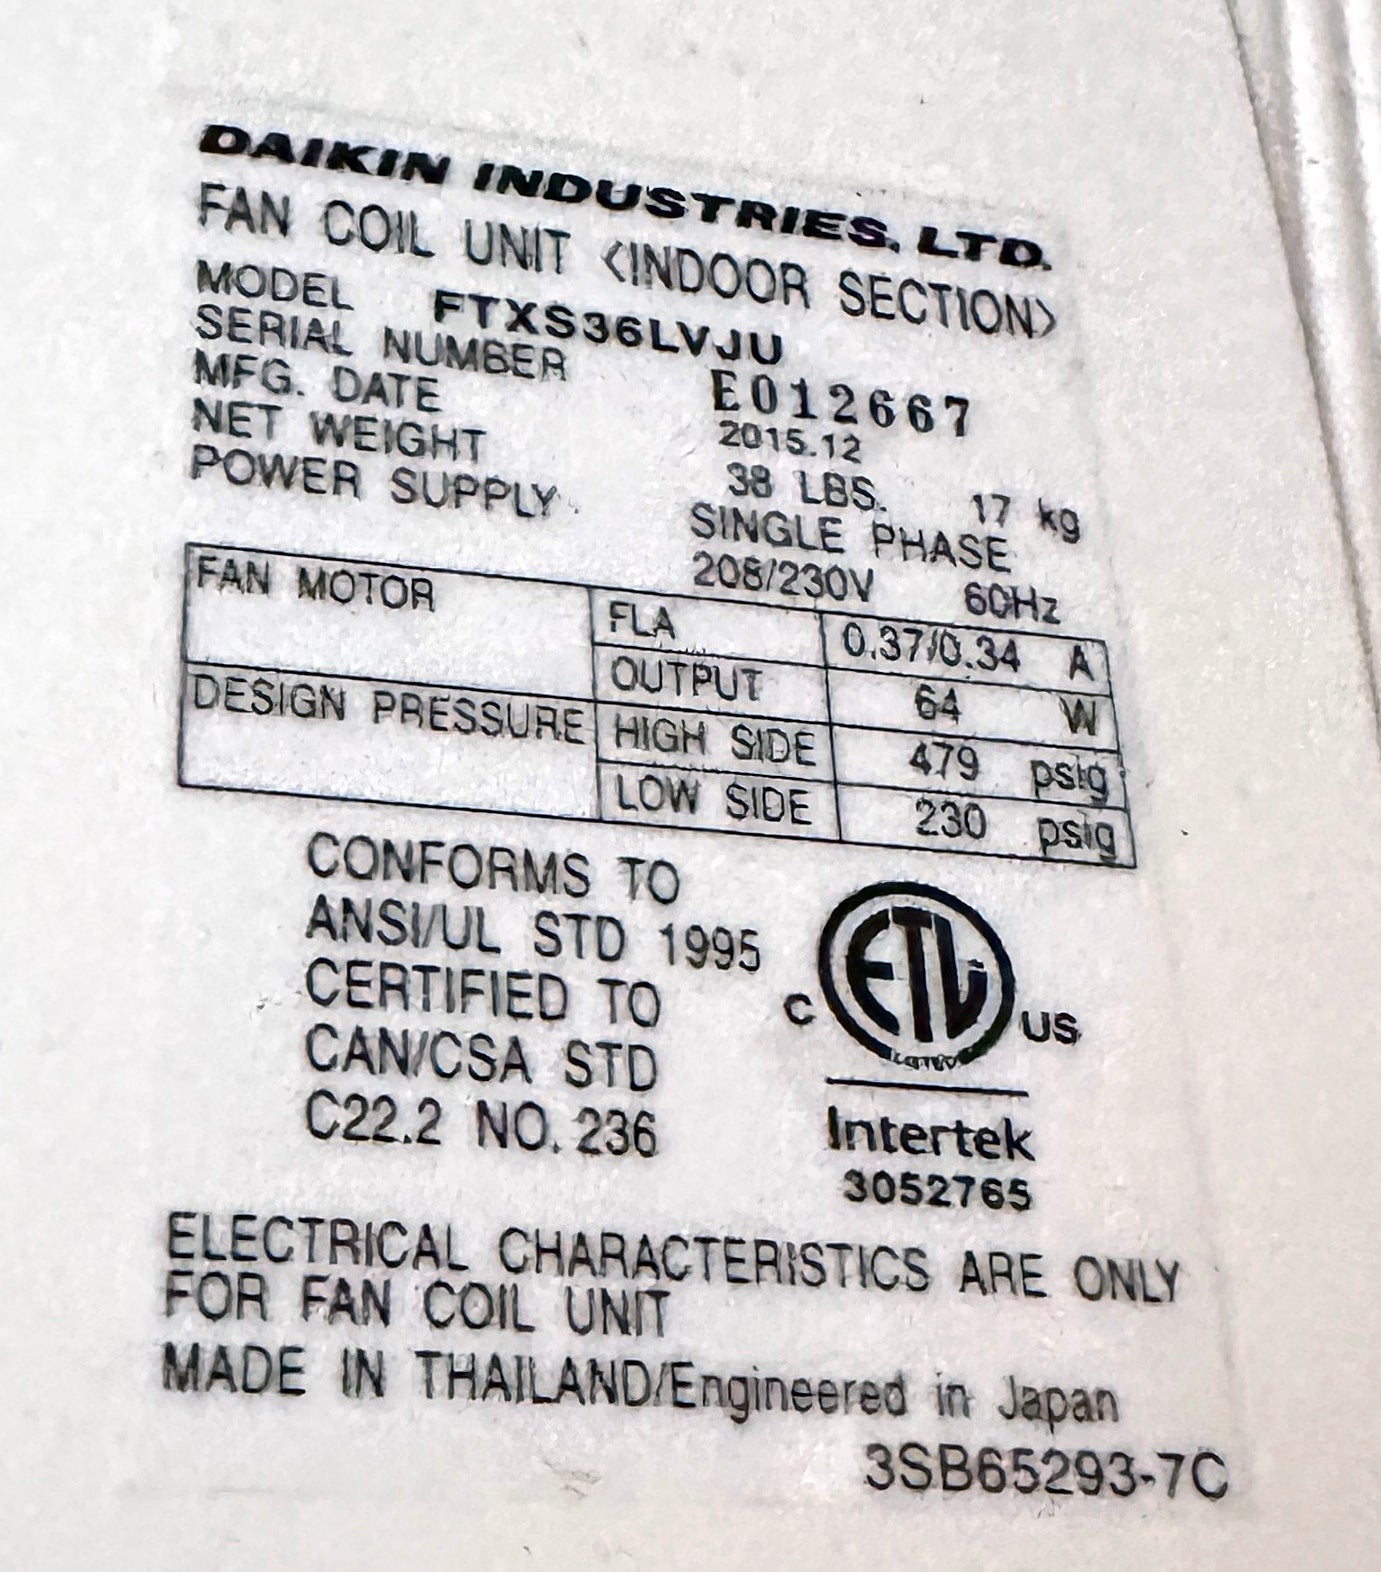 DAIKIN INDUSTRIES, LTD.
FAN COIL UNIT <INDOOR SECTION>
MODEL FTXS36LVJU
SERIAL NUMBER E012667
MFG. DATE 2015.12
NET WEIGHT 38 LBS. 17 kg
POWER SUPPLY SINGLE PHASE
208/230V 60Hz
FAN MOTOR FLA 0.37/0.34 A
OUTPUT 64 W
DESIGN PRESSURE HIGH SIDE 479 psig
LOW SIDE 230 psig
CONFORMS TO
ANSI/UL STD 1995
CERTIFIED TO
CAN/CSA STD
C22.2 NO. 236
C ETL US
LISTED
Intertek
3052765
ELECTRICAL CHARACTERISTICS ARE ONLY
FOR FAN COIL UNIT
MADE IN THAILAND/Engineered in Japan
3SB65293-7C